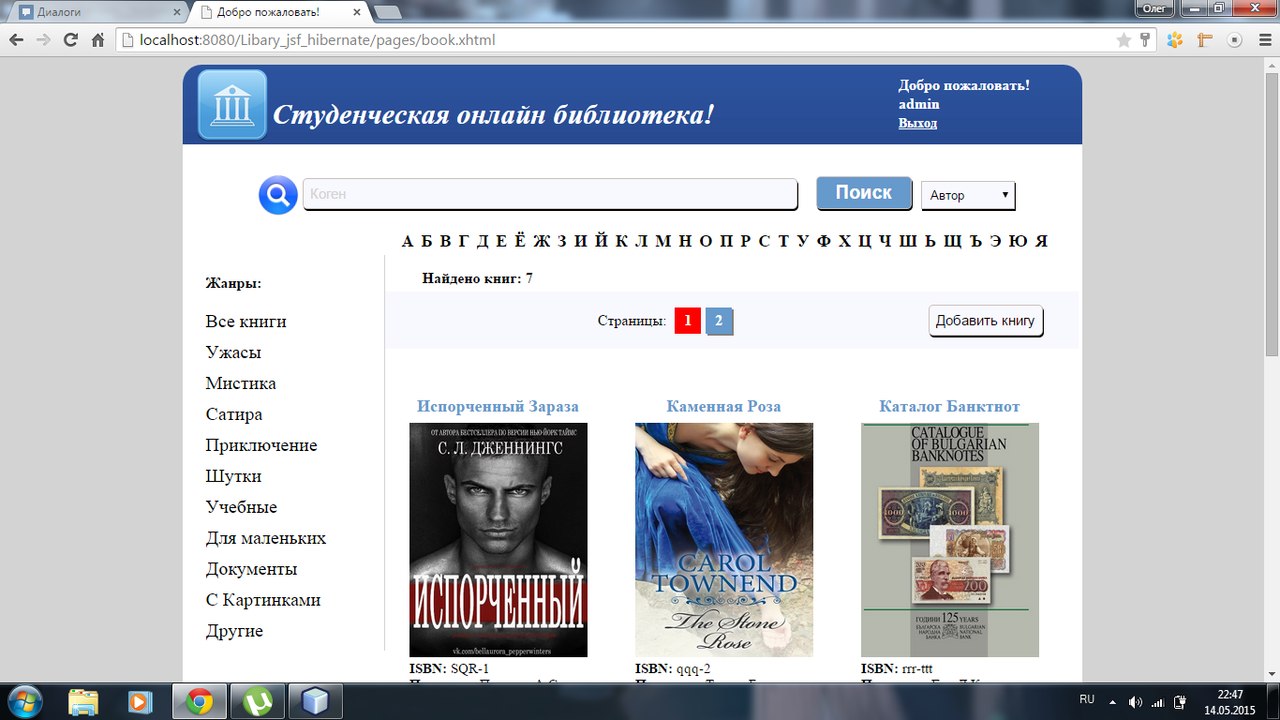 Диалоги
Добро пожаловать!
Олег
localhost:8080/Libary_jsf_hibernate/pages/book.xhtml
Студенческая онлайн библиотека!
Добро пожаловать!
admin
Выход
Коген
Поиск
Автор
А Б В Г Д Е Ё Ж З И Й К Л М Н О П Р С Т У Ф Х Ц Ч Ш Ь Щ Ъ Э Ю Я
Жанры:
Все книги
Ужасы
Мистика
Сатира
Приключение
Шутки
Учебные
Для маленьких
Документы
С Картинками
Другие
Найдено книг: 7
Страницы: 1 2
Добавить книгу
Испорченный Зараза
ОТ АВТОРА БЕСТСЕЛЛЕРА ПО ВЕРСИИ НЬЮ-ЙОРК ТАЙМС
С. Л. ДЖЕННИНГС
ИСПОРЧЕННЫЙ
vk.com/bellaurora_pepperwinters
ISBN: SQR-1
Каменная Роза
CAROL
TOWNEND
The Stone
Rose
ISBN: qqq-2
Каталог Банктнот
CATALOGUE
OF BULGARIAN
BANKNOTES
1000
1000
200
ГОДИНИ 125 YEARS
БЪЛГАРСКА
НАРОДНА
БАНКА
BULGARIAN
NATIONAL
BANK
ISBN: rrr-ttt
RU
22:47
14.05.2015